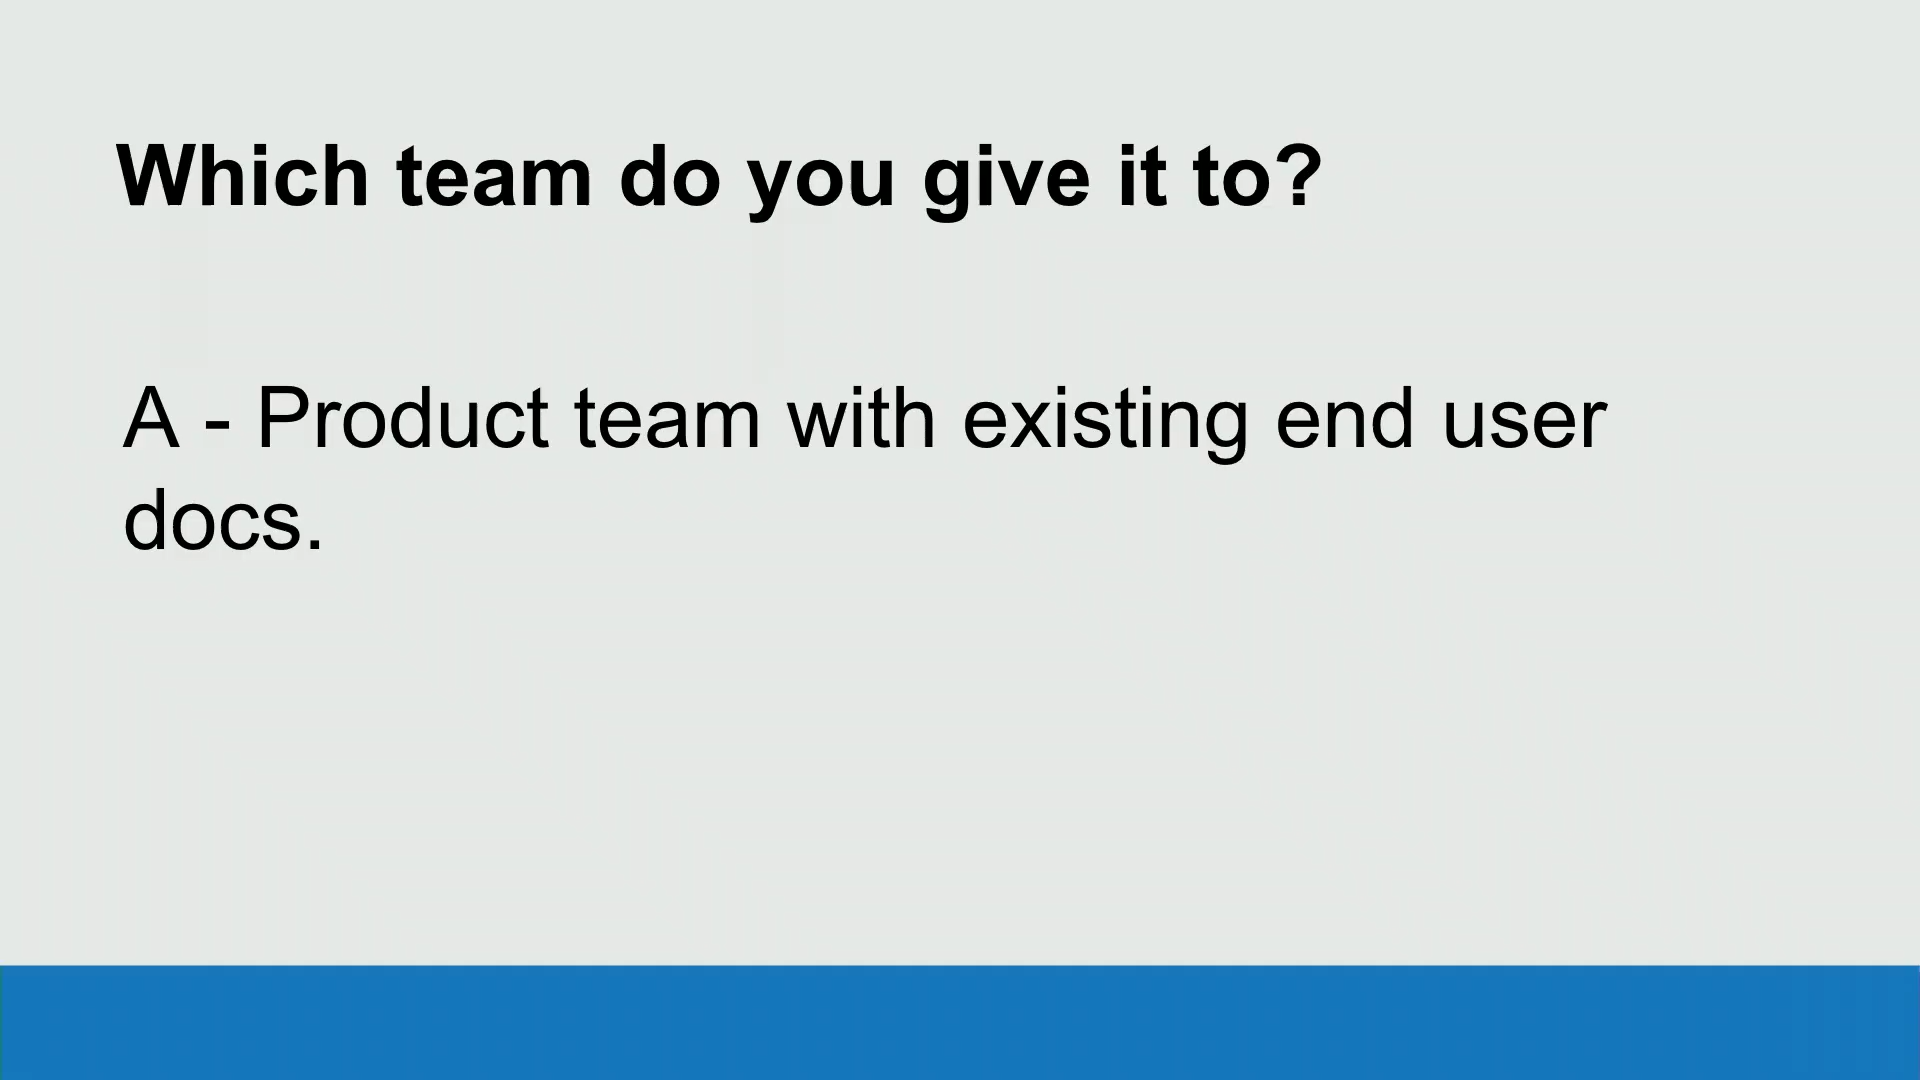 Which team do you give it to?
A - Product team with existing end user
docs.